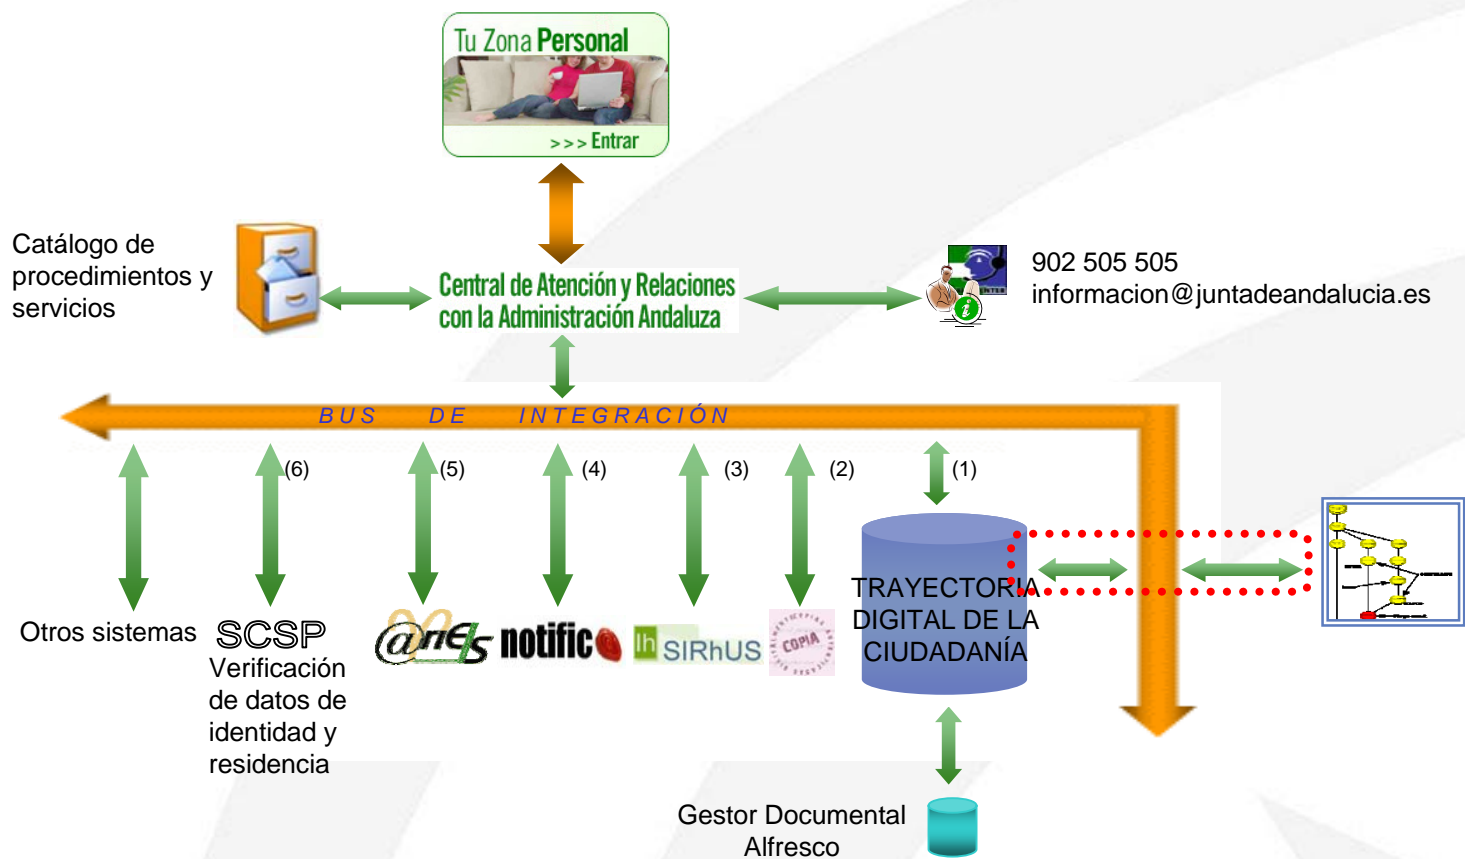 Tu Zona Personal
>>> Entrar
Catálogo de
procedimientos y
servicios
Central de Atención y Relaciones
con la Administración Andaluza
902 505 505
informacion@juntadeandalucia.es
BUS DE INTEGRACIÓN
(6)
(5)
(4)
(3)
(2)
(1)
Otros sistemas
SCSP
Verificación
de datos de
identidad y
residencia
@ries
notific
lh SIRhUS
COPIA
TRAYECTORIA
DIGITAL DE LA
CIUDADANÍA
Gestor Documental
Alfresco